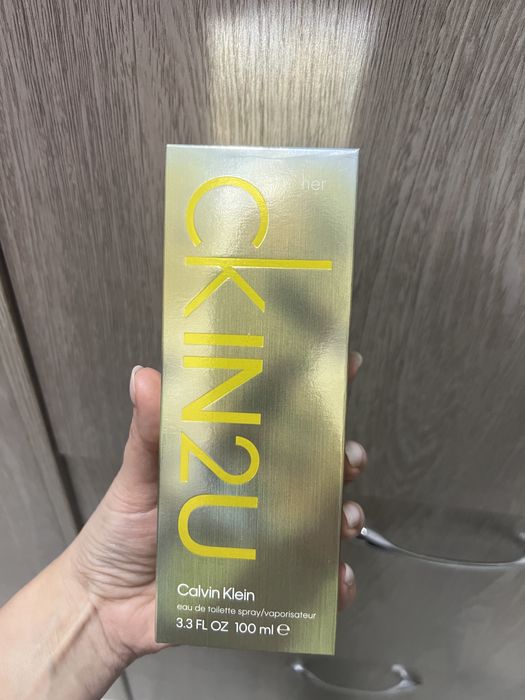 her
CK IN2U
Calvin Klein
eau de toilette spray/vaporisateur
3.3 FL OZ 100 ml ℮